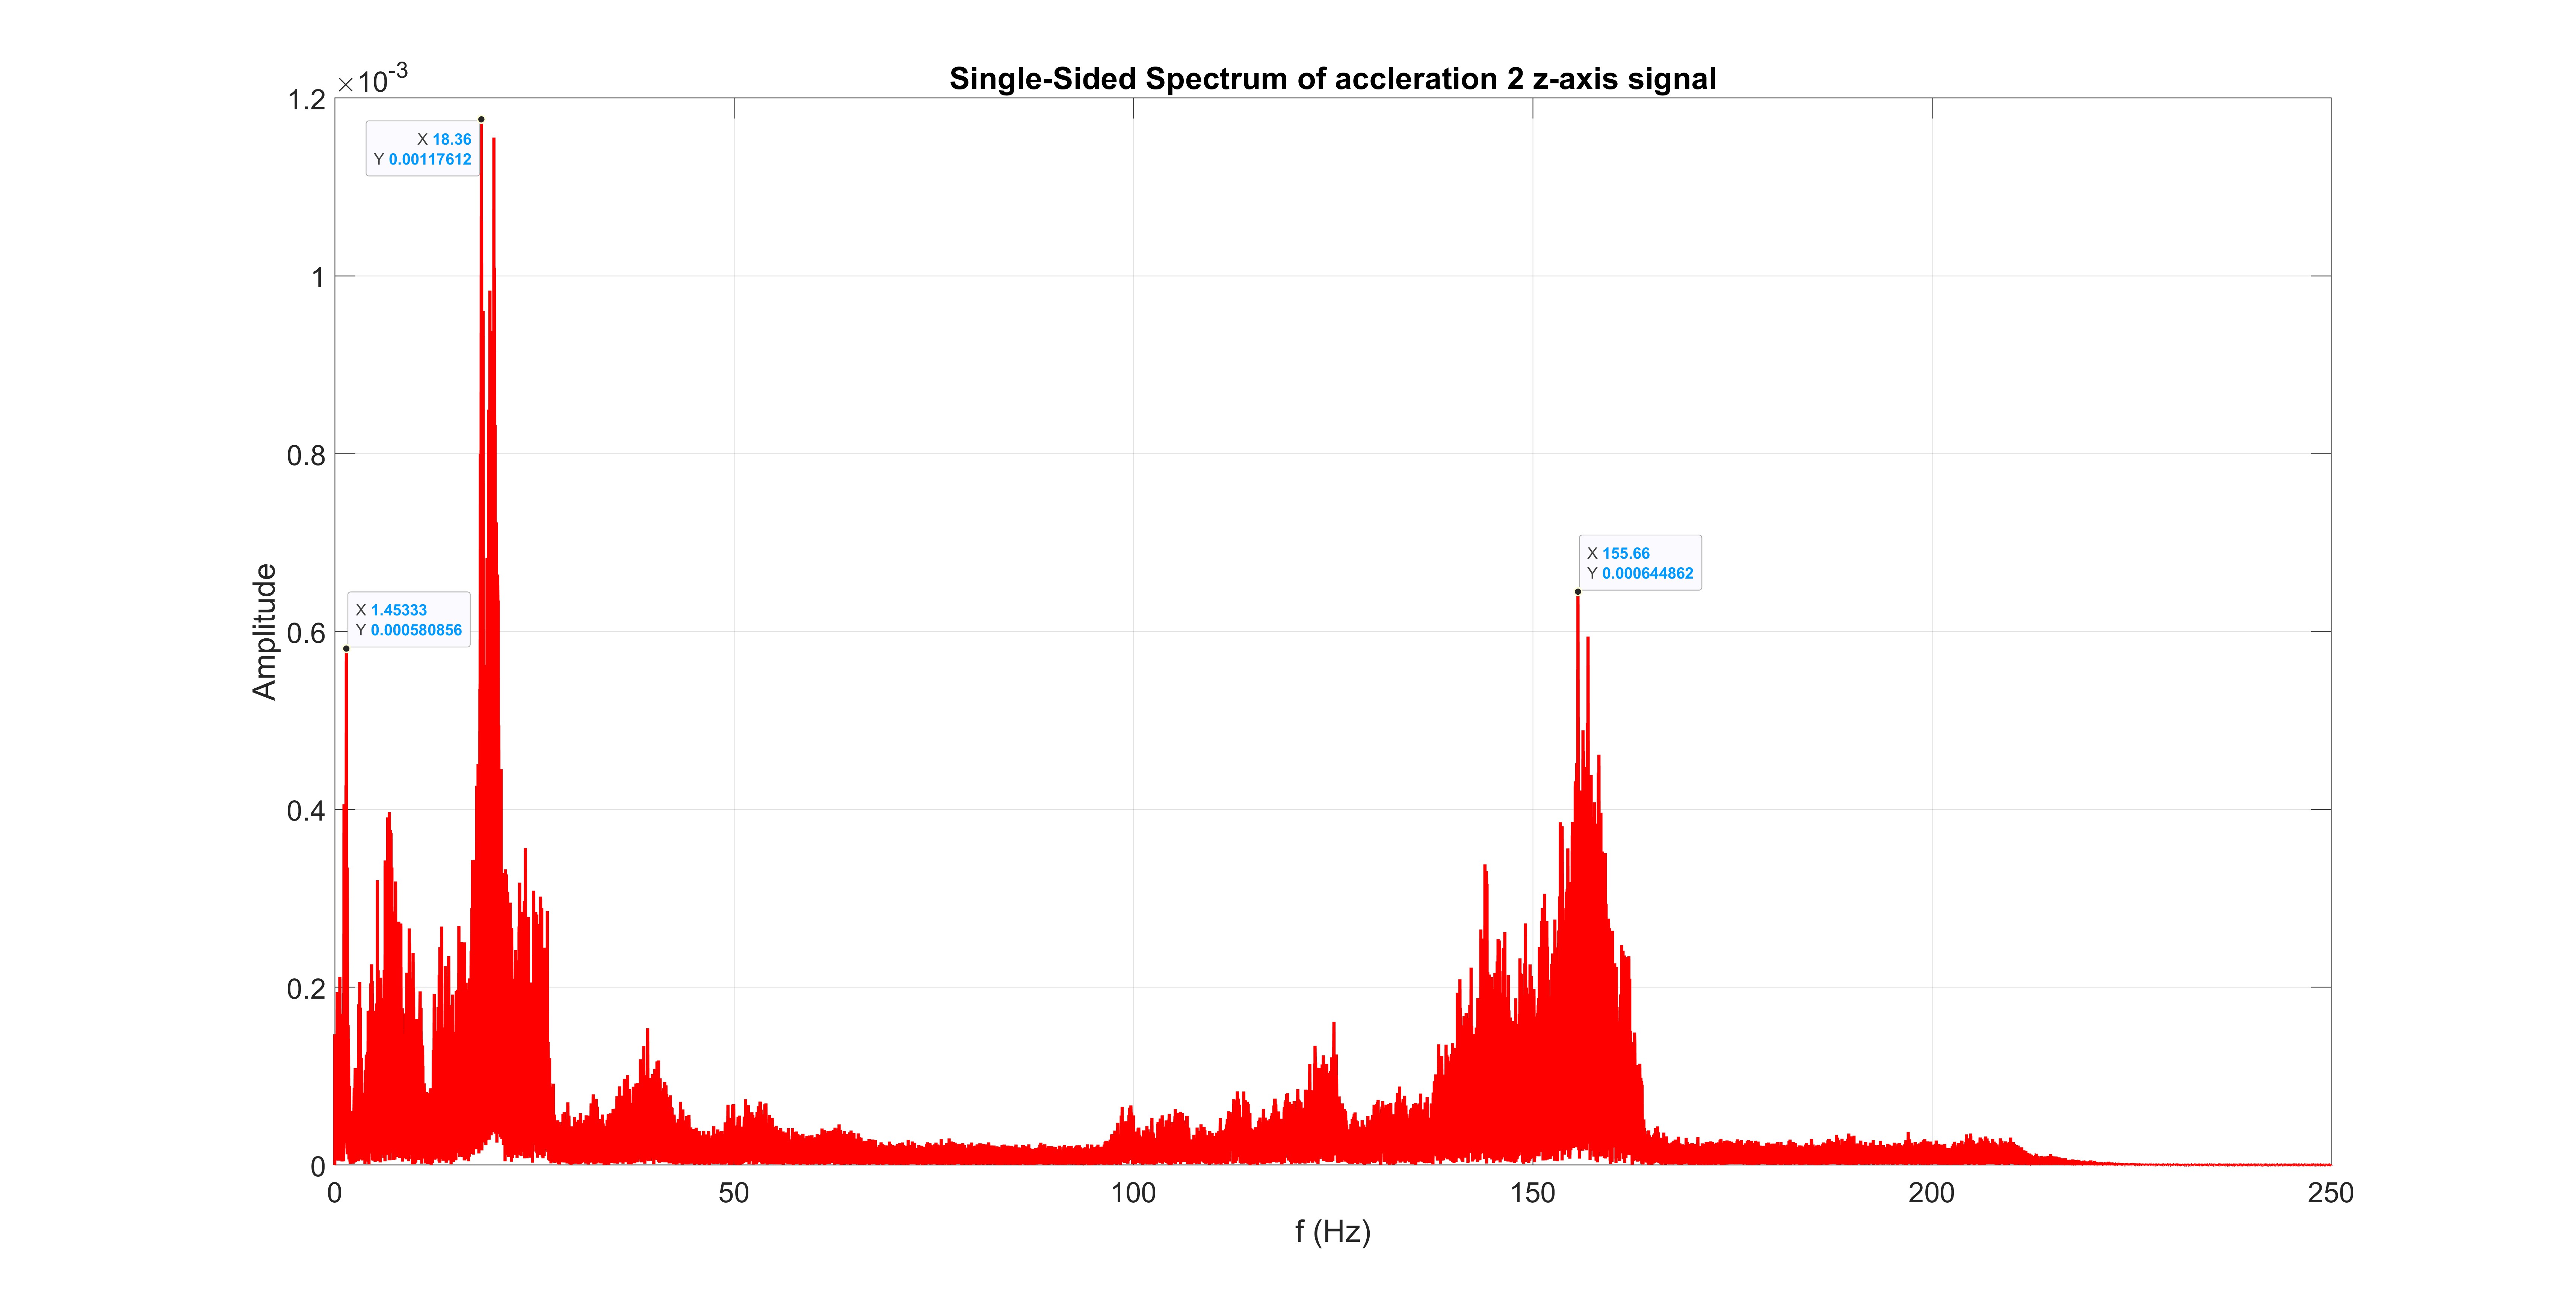 Single-Sided Spectrum of accleration 2 z-axis signal
×10-3
1.2
1
0.8
0.6
0.4
0.2
0
Amplitude
X 18.36
Y 0.00117612
X 1.45333
Y 0.000580856
X 155.66
Y 0.000644862
0 50 100 150 200 250
f (Hz)